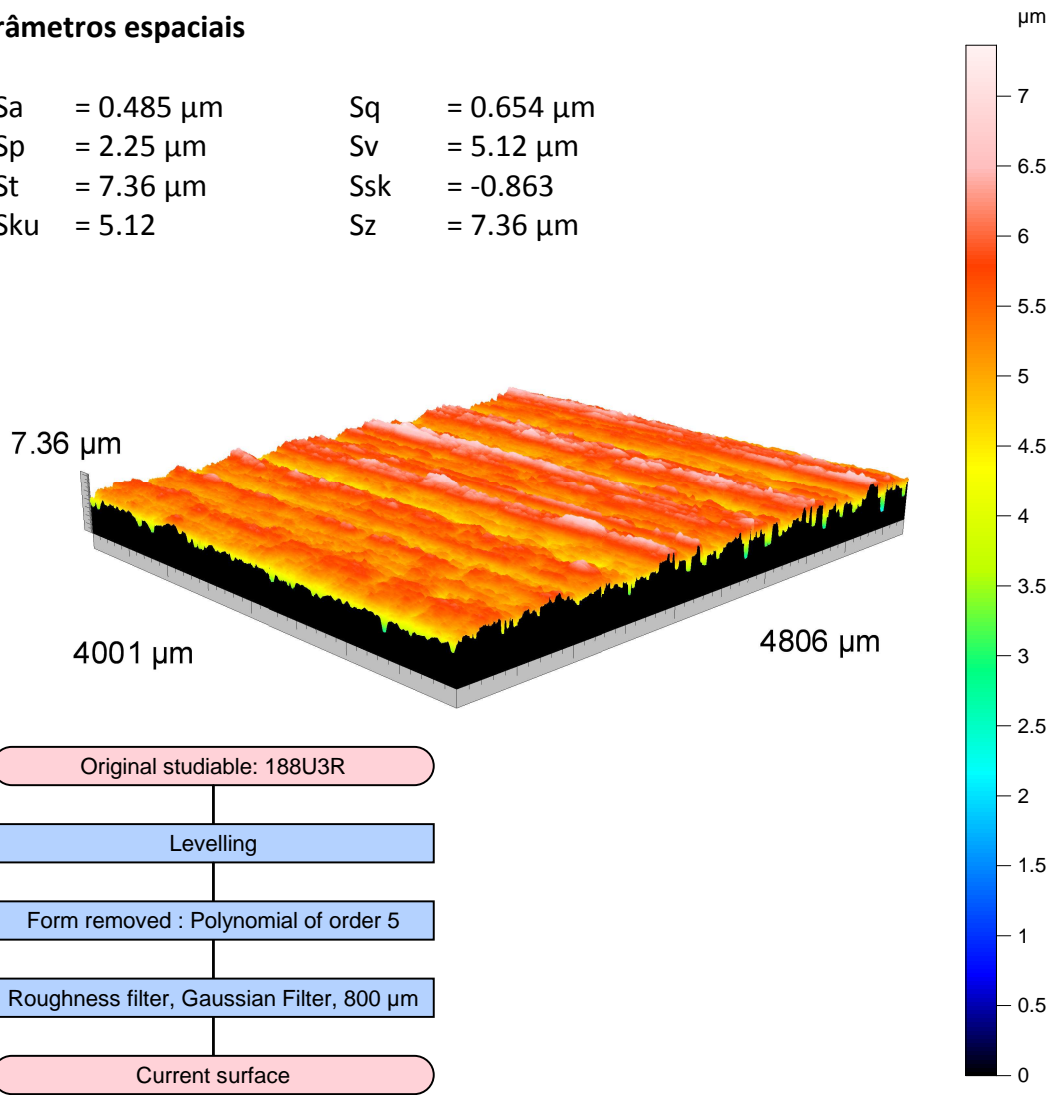 râmetros espaciais
Sa = 0.485 µm Sq = 0.654 µm
Sp = 2.25 µm Sv = 5.12 µm
St = 7.36 µm Ssk = -0.863
Sku = 5.12 Sz = 7.36 µm
µm
7
6.5
6
5.5
5
4.5
4
3.5
3
2.5
2
1.5
1
0.5
0
7.36 µm
4001 µm
4806 µm
Original studiable: 188U3R
Levelling
Form removed : Polynomial of order 5
Roughness filter, Gaussian Filter, 800 µm
Current surface